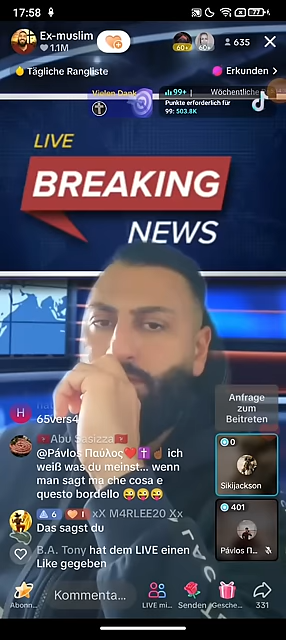 17:58
77
Ex-muslim
1.1M
60+
60+
635
Tägliche Rangliste
Erkunden
Vielen Dank
99+
Wöchentliche
Punkte erforderlich für
99: 503.8K
LIVE
BREAKING
NEWS
Anfrage
zum
Beitreten
H
65vers4
Abu Sasizza
@Pávlos Παύλος❤️✝️☝️ ich
weiß was du meinst... wenn
man sagt ma che cosa e
questo bordello 😜😜😜
0
Sikijackson
6
I
xX M4RLEE20 Xx
Das sagst du
401
Pávlos Π...
B.A. Tony hat dem LIVE einen
Like gegeben
Abonn...
Kommenta...
LIVE mi...
Senden
Gesche...
331